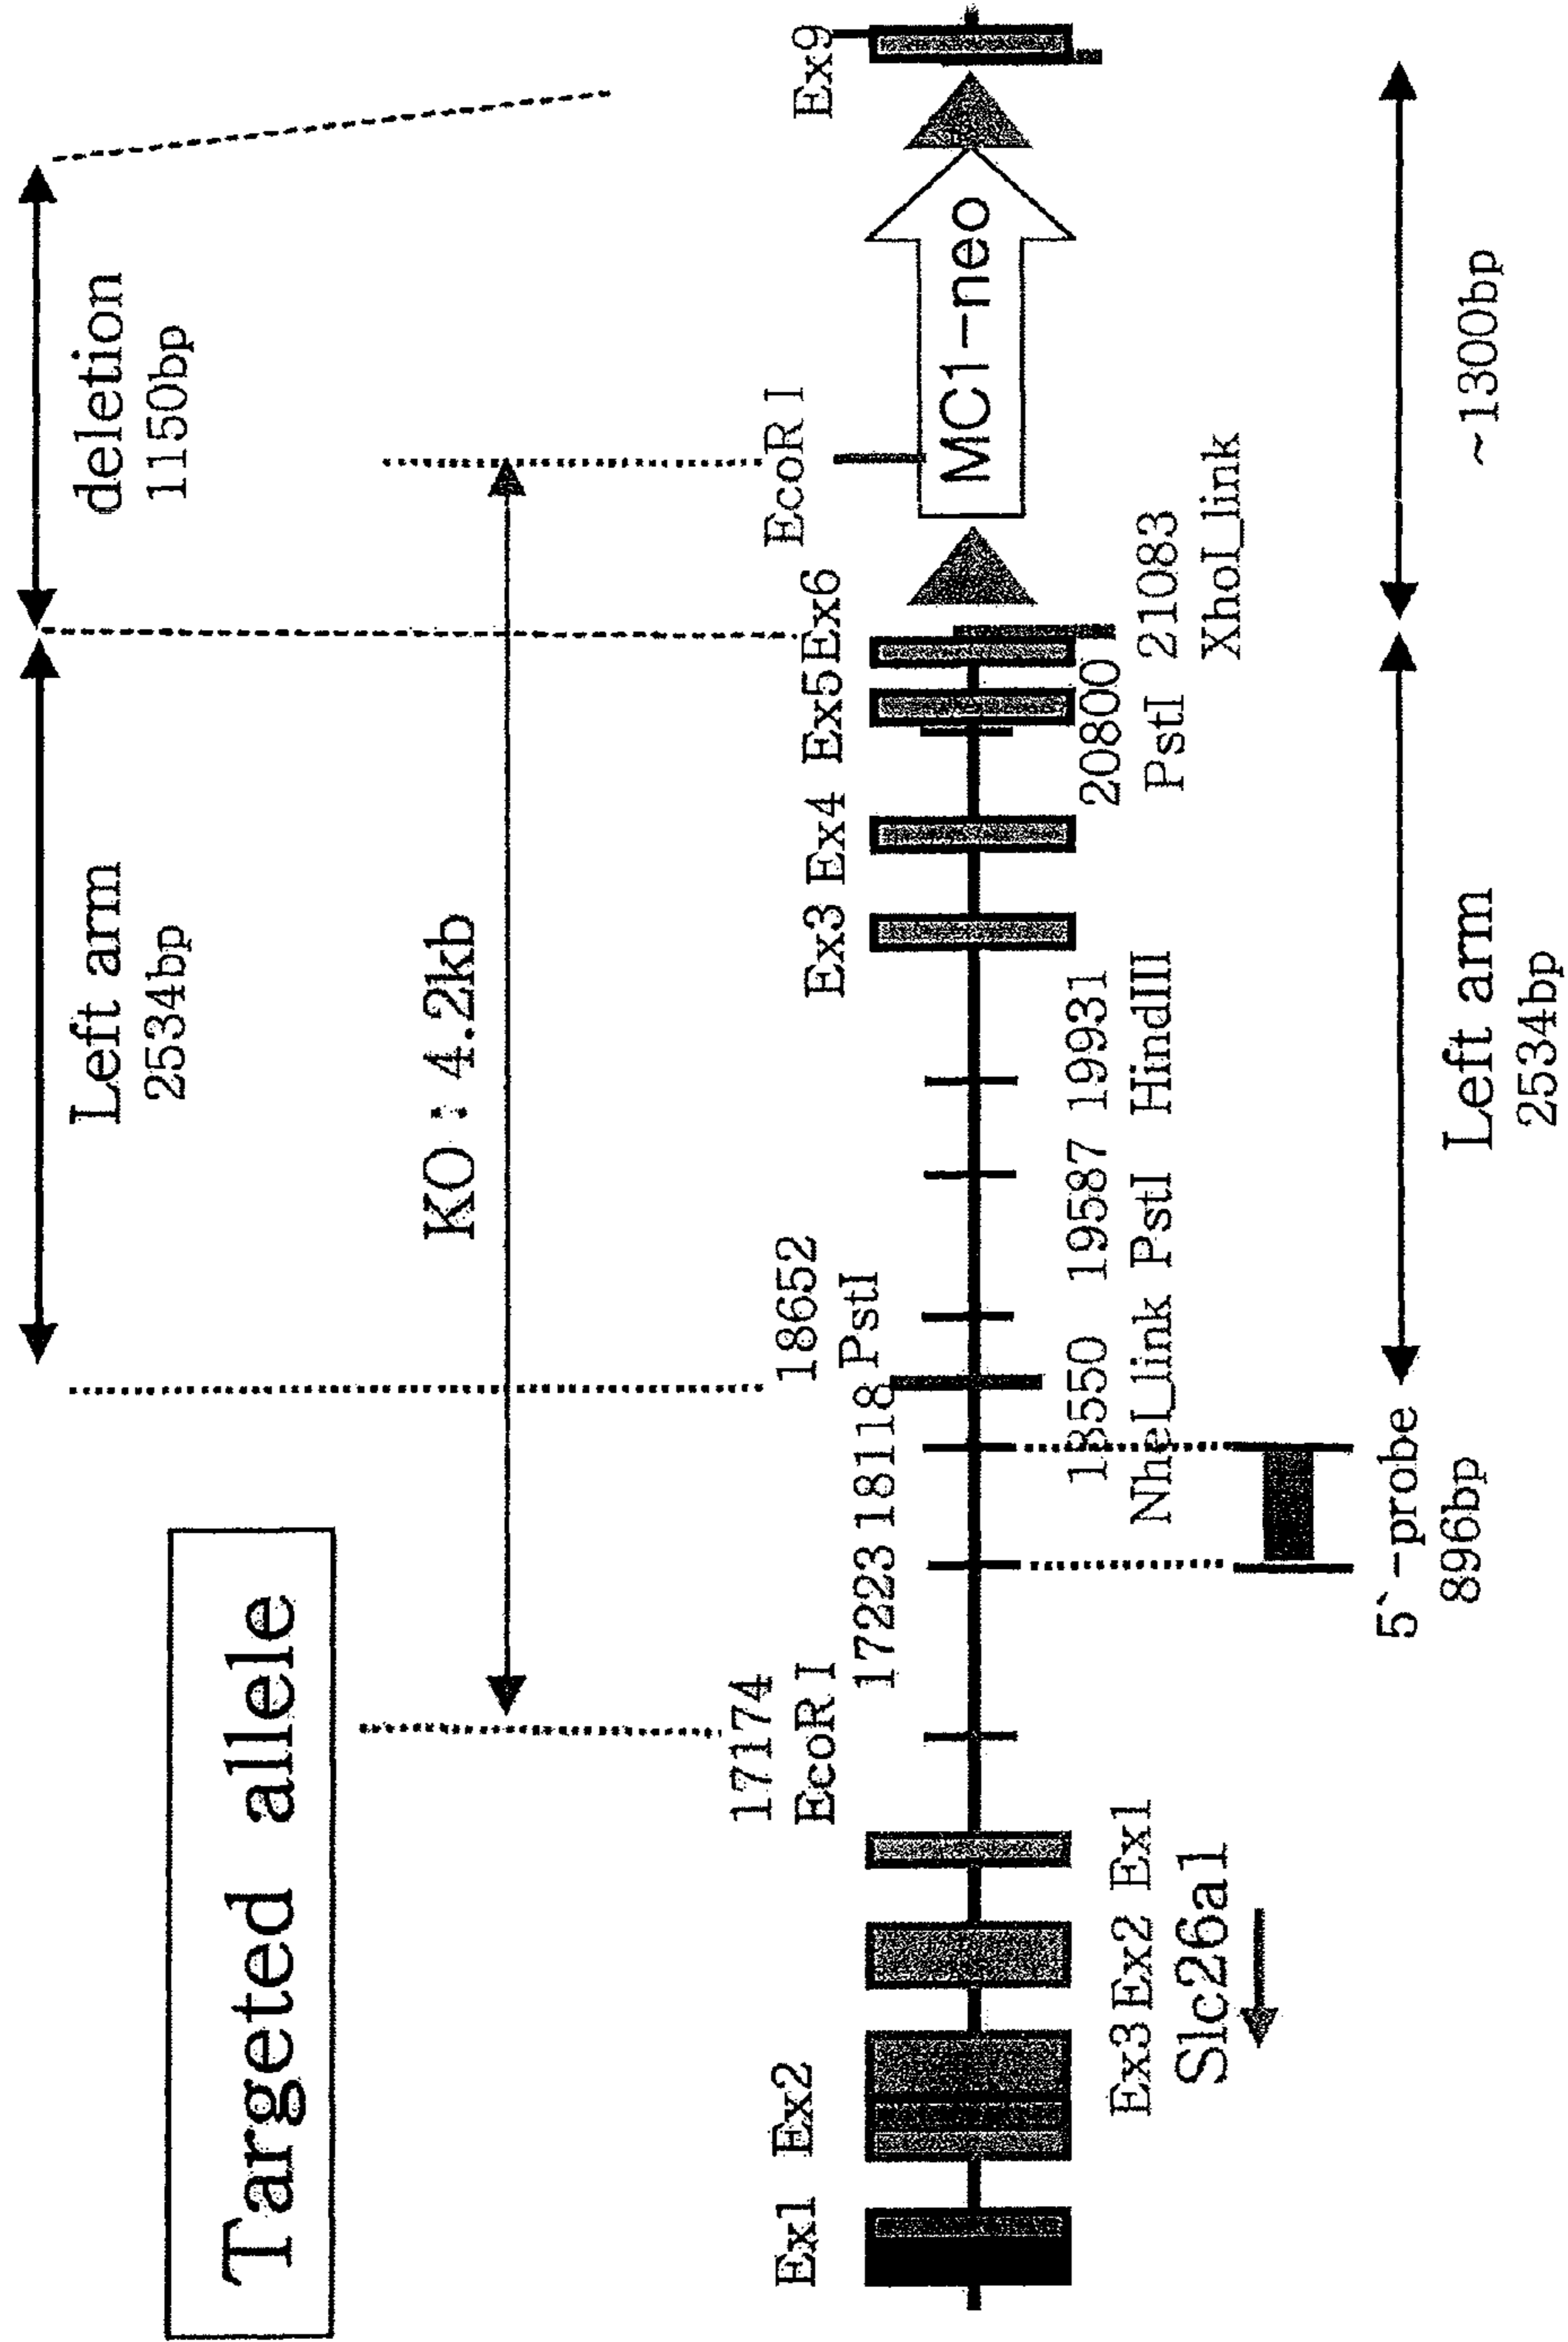 Targeted allele
Left arm
2534bp
deletion
1150bp
KO : 4.2kb
17174
EcoR I
18652
PstI
EcoR I
17223 18118
Ex1 Ex2
Ex3 Ex4 Ex5 Ex6
Ex9
MC1-neo
Ex3 Ex2 Ex1
Slc26a1
18550 19587 19931
NheI_link PstI HindIII
20800
PstI
21083
XhoI_link
5`-probe
896bp
Left arm
2534bp
~1300bp